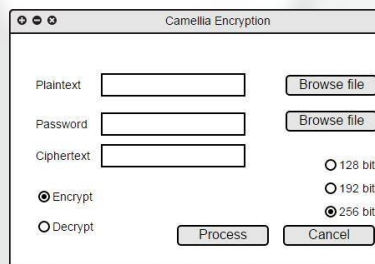 Camellia Encryption
Plaintext Browse file
Password Browse file
Ciphertext
128 bit
Encrypt 192 bit
256 bit
Decrypt Process Cancel